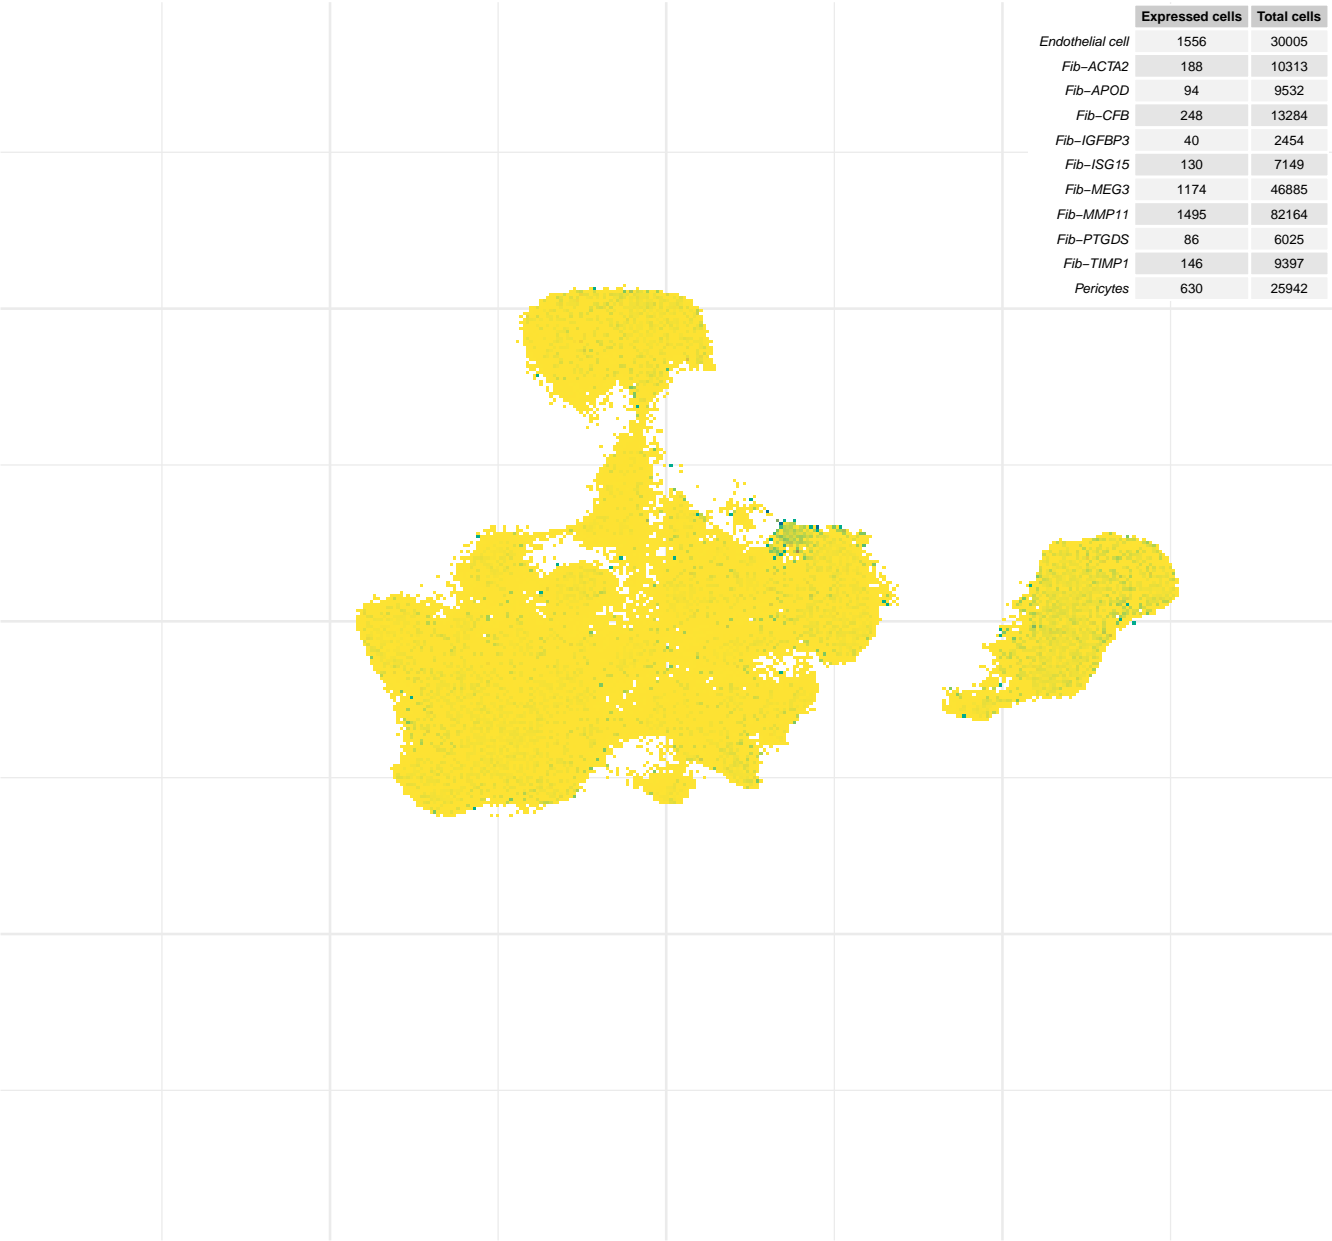 Expressed cells Total cells
Endothelial cell 1556 30005
Fib−ACTA2 188 10313
Fib−APOD 94 9532
Fib−CFB 248 13284
Fib−IGFBP3 40 2454
Fib−ISG15 130 7149
Fib−MEG3 1174 46885
Fib−MMP11 1495 82164
Fib−PTGDS 86 6025
Fib−TIMP1 146 9397
Pericytes 630 25942